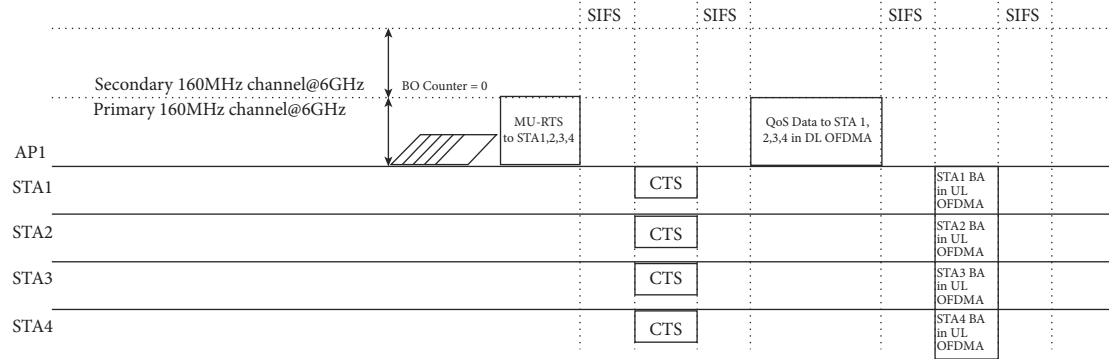 SIFS SIFS SIFS SIFS
Secondary 160MHz channel@6GHz
BO Counter = 0
Primary 160MHz channel@6GHz
MU-RTS
to STA1,2,3,4
QoS Data to STA 1,
2,3,4 in DL OFDMA
AP1
STA1
CTS
STA1 BA
in UL
OFDMA
STA2
CTS
STA2 BA
in UL
OFDMA
STA3
CTS
STA3 BA
in UL
OFDMA
STA4
CTS
STA4 BA
in UL
OFDMA